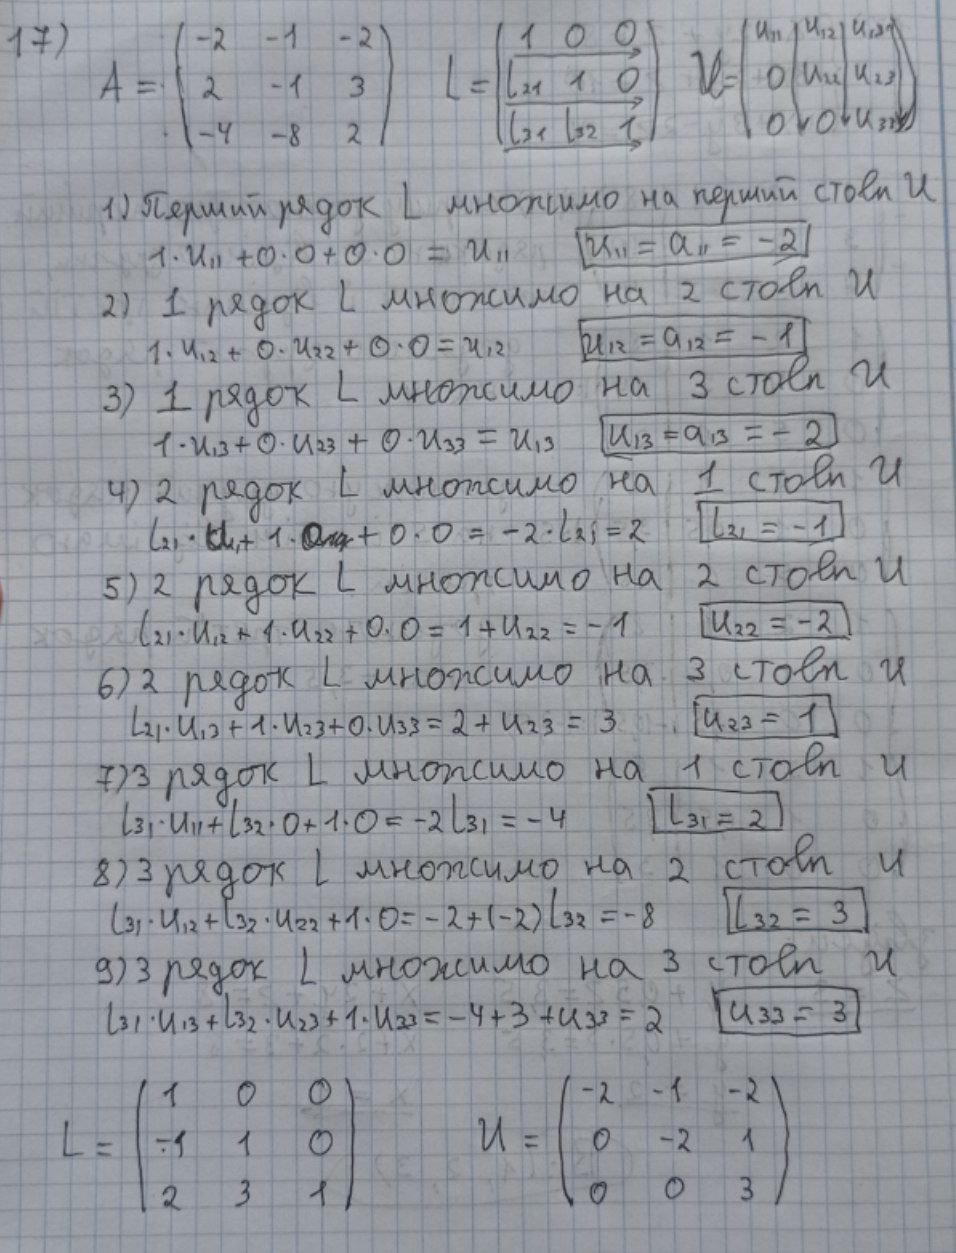 17)
A = (-2 -1 -2) L = (1 0 0) U = (u11 u12 u13)
(2 -1 3) (l21 1 0) (0 u22 u23)
(-4 -8 2) (l31 l32 1) (0 0 u33)
1) Перший рядок L множимо на перший стовп U
1·u11 + 0·0 + 0·0 = u11 u11 = a11 = -2
2) 1 рядок L множимо на 2 стовп U
1·u12 + 0·u22 + 0·0 = u12 u12 = a12 = -1
3) 1 рядок L множимо на 3 стовп U
1·u13 + 0·u23 + 0·u33 = u13 u13 = a13 = -2
4) 2 рядок L множимо на 1 стовп U
l21·u11 + 1·0 + 0·0 = -2·l21 = 2 l21 = -1
5) 2 рядок L множимо на 2 стовп U
l21·u12 + 1·u22 + 0·0 = 1 + u22 = -1 u22 = -2
6) 2 рядок L множимо на 3 стовп U
l21·u13 + 1·u23 + 0·u33 = 2 + u23 = 3 u23 = 1
7) 3 рядок L множимо на 1 стовп U
l31·u11 + l32·0 + 1·0 = -2l31 = -4 l31 = 2
8) 3 рядок L множимо на 2 стовп U
l31·u12 + l32·u22 + 1·0 = -2 + (-2)l32 = -8 l32 = 3
9) 3 рядок L множимо на 3 стовп U
l31·u13 + l32·u23 + 1·u33 = -4 + 3 + u33 = 2 u33 = 3
L = (1 0 0) U = (-2 -1 -2)
(-1 1 0) (0 -2 1)
(2 3 1) (0 0 3)